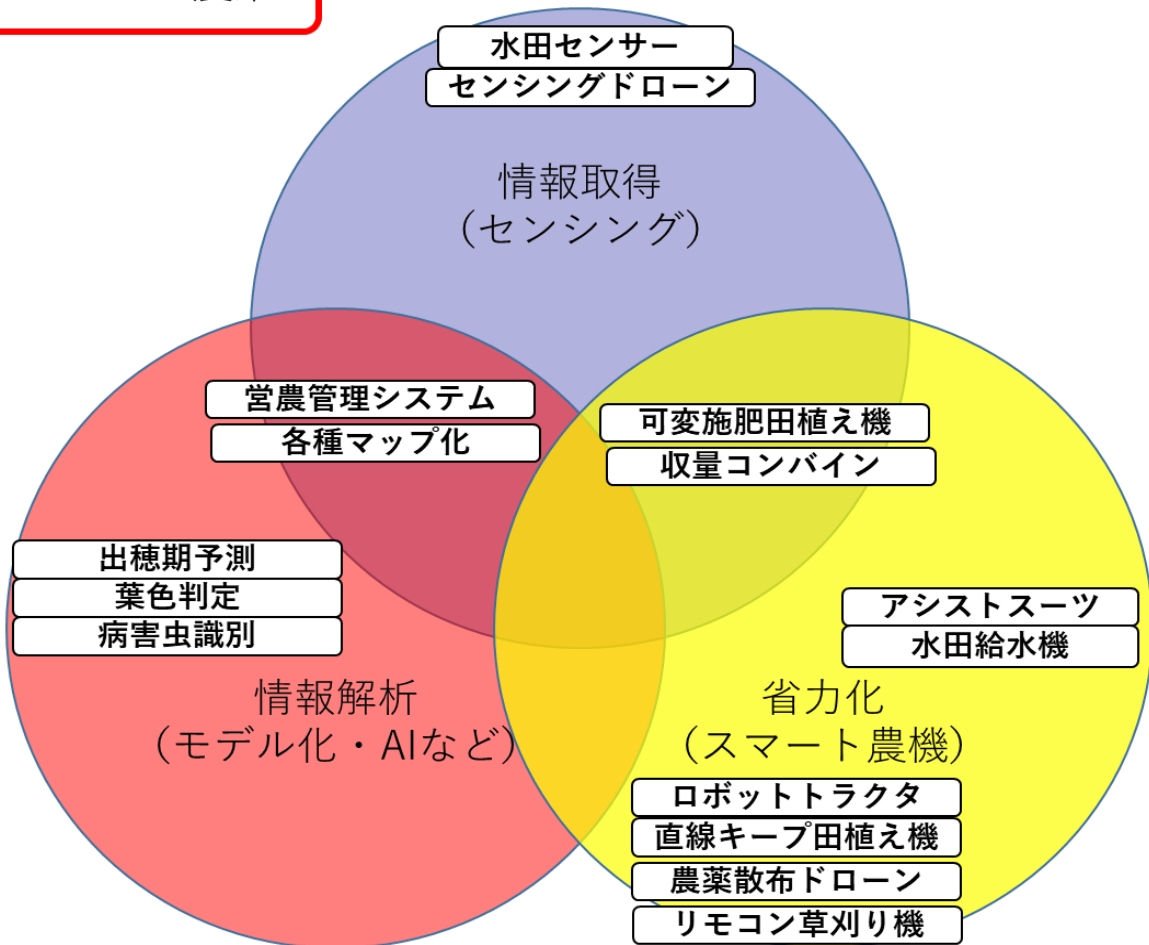 水田センサー
センシングドローン
情報取得
（センシング）
営農管理システム
各種マップ化
可変施肥田植え機
収量コンバイン
出穂期予測
葉色判定
病害虫識別
アシストスーツ
水田給水機
情報解析
（モデル化・AIなど）
省力化
（スマート農機）
ロボットトラクタ
直線キープ田植え機
農薬散布ドローン
リモコン草刈り機